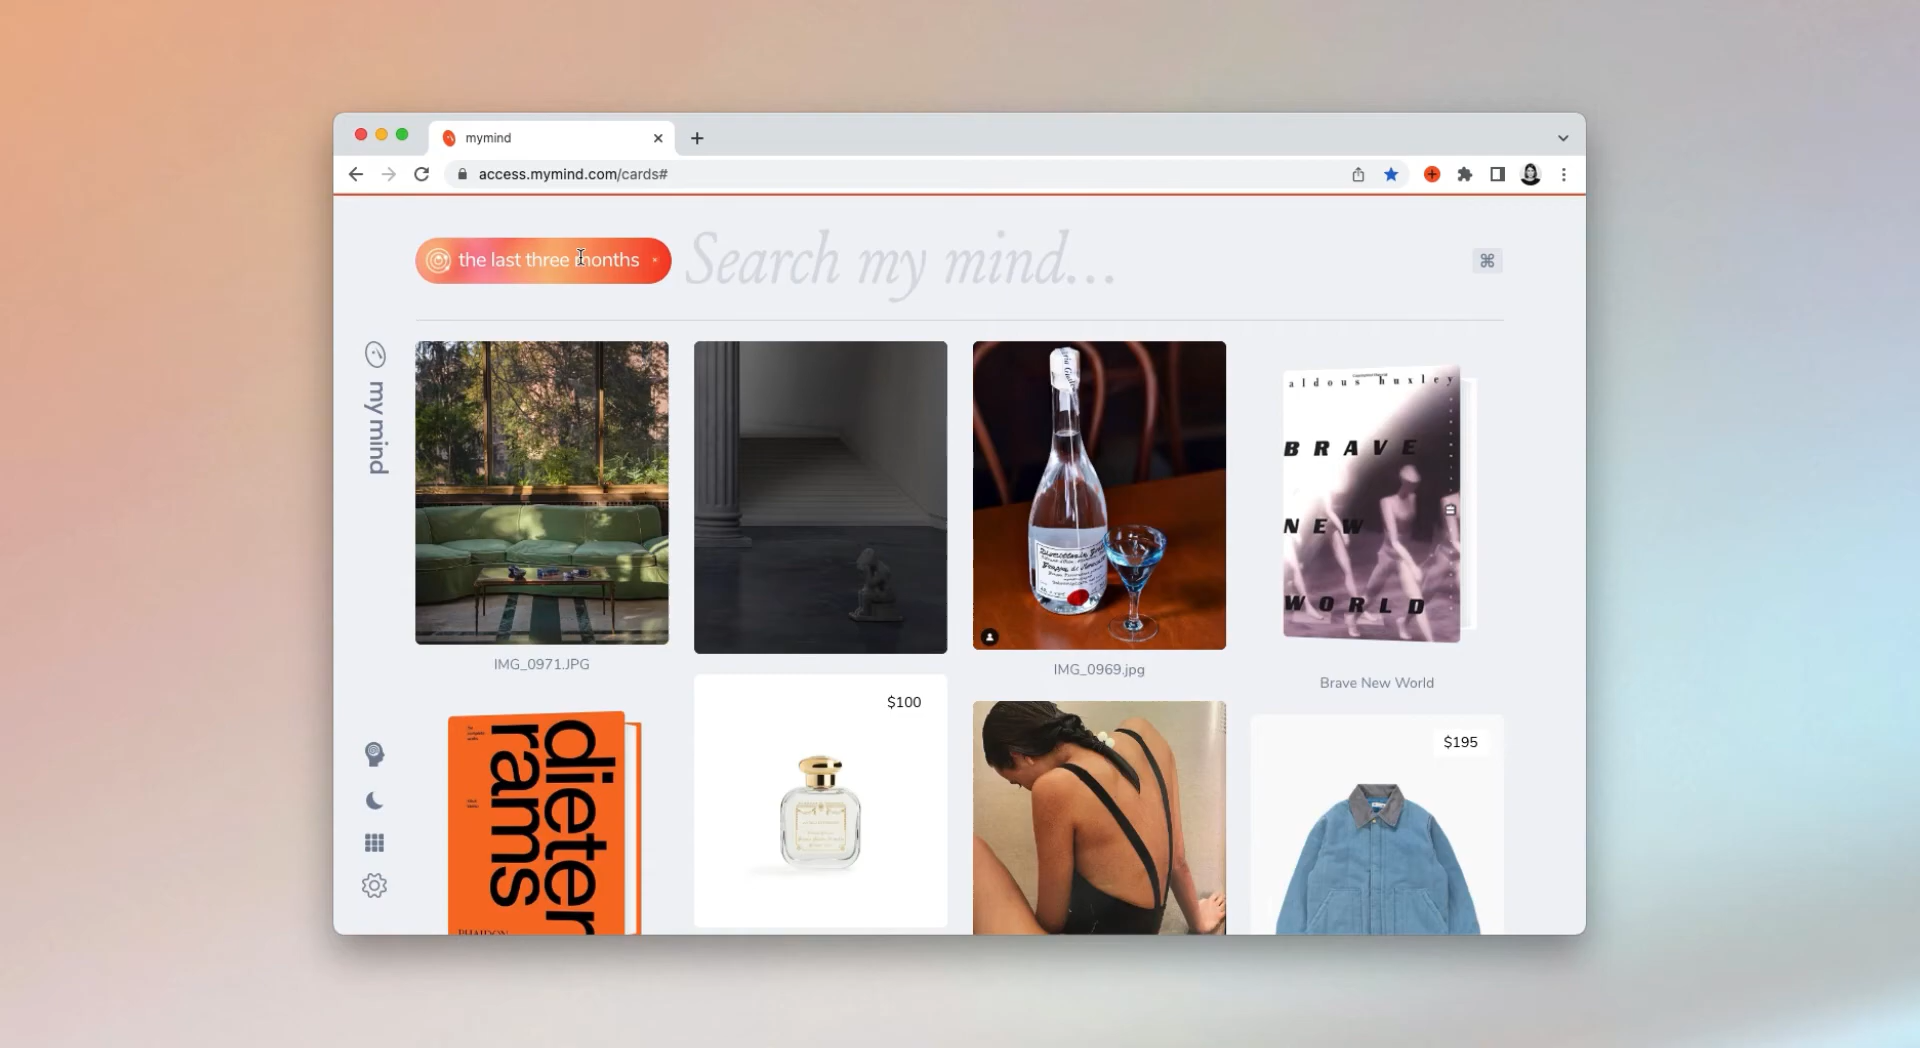 mymind
access.mymind.com/cards#
the last three months
Search my mind...
⌘
my mind
IMG_0971.JPG
IMG_0969.jpg
aldous huxley
BRAVE
NEW
WORLD
Brave New World
dieter
rams
PHAIDON
$100
$195